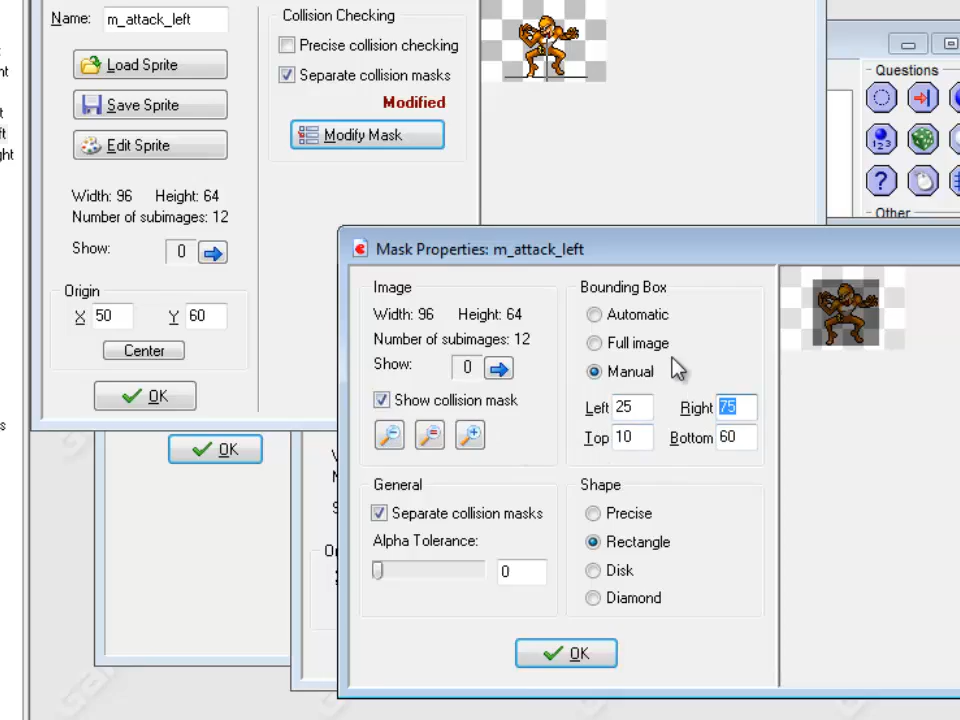 Name: m_attack_left
Load Sprite
Save Sprite
Edit Sprite
Width: 96 Height: 64
Number of subimages: 12
Show: 0
Origin
X 50 Y 60
Center
OK
Collision Checking
Precise collision checking
Separate collision masks
Modified
Modify Mask
Questions
Other
OK
Mask Properties: m_attack_left
Image
Width: 96 Height: 64
Number of subimages: 12
Show: 0
Show collision mask
General
Separate collision masks
Alpha Tolerance:
0
Bounding Box
Automatic
Full image
Manual
Left 25 Right 75
Top 10 Bottom 60
Shape
Precise
Rectangle
Disk
Diamond
OK